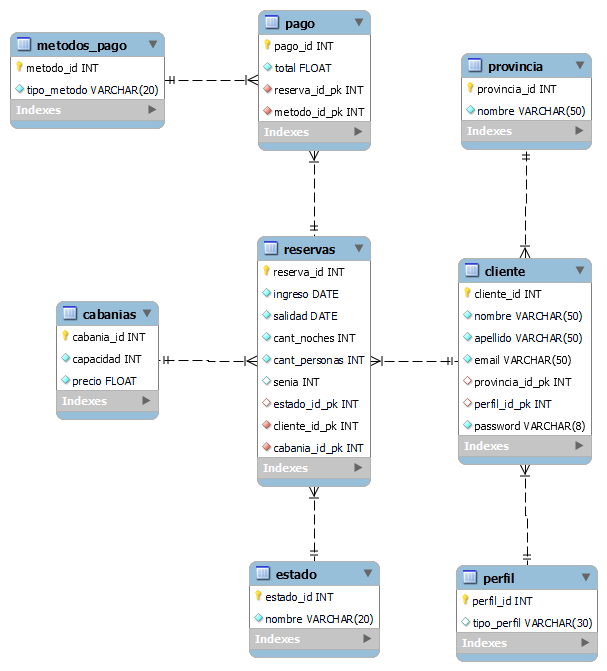 metodos_pago
metodo_id INT
tipo_metodo VARCHAR(20)
Indexes
pago
pago_id INT
total FLOAT
reserva_id_pk INT
metodo_id_pk INT
Indexes
provincia
provincia_id INT
nombre VARCHAR(50)
Indexes
cabanias
cabania_id INT
capacidad INT
precio FLOAT
Indexes
reservas
reserva_id INT
ingreso DATE
salidad DATE
cant_noches INT
cant_personas INT
senia INT
estado_id_pk INT
cliente_id_pk INT
cabania_id_pk INT
Indexes
cliente
cliente_id INT
nombre VARCHAR(50)
apellido VARCHAR(50)
email VARCHAR(50)
provincia_id_pk INT
perfil_id_pk INT
password VARCHAR(8)
Indexes
estado
estado_id INT
nombre VARCHAR(20)
Indexes
perfil
perfil_id INT
tipo_perfil VARCHAR(30)
Indexes